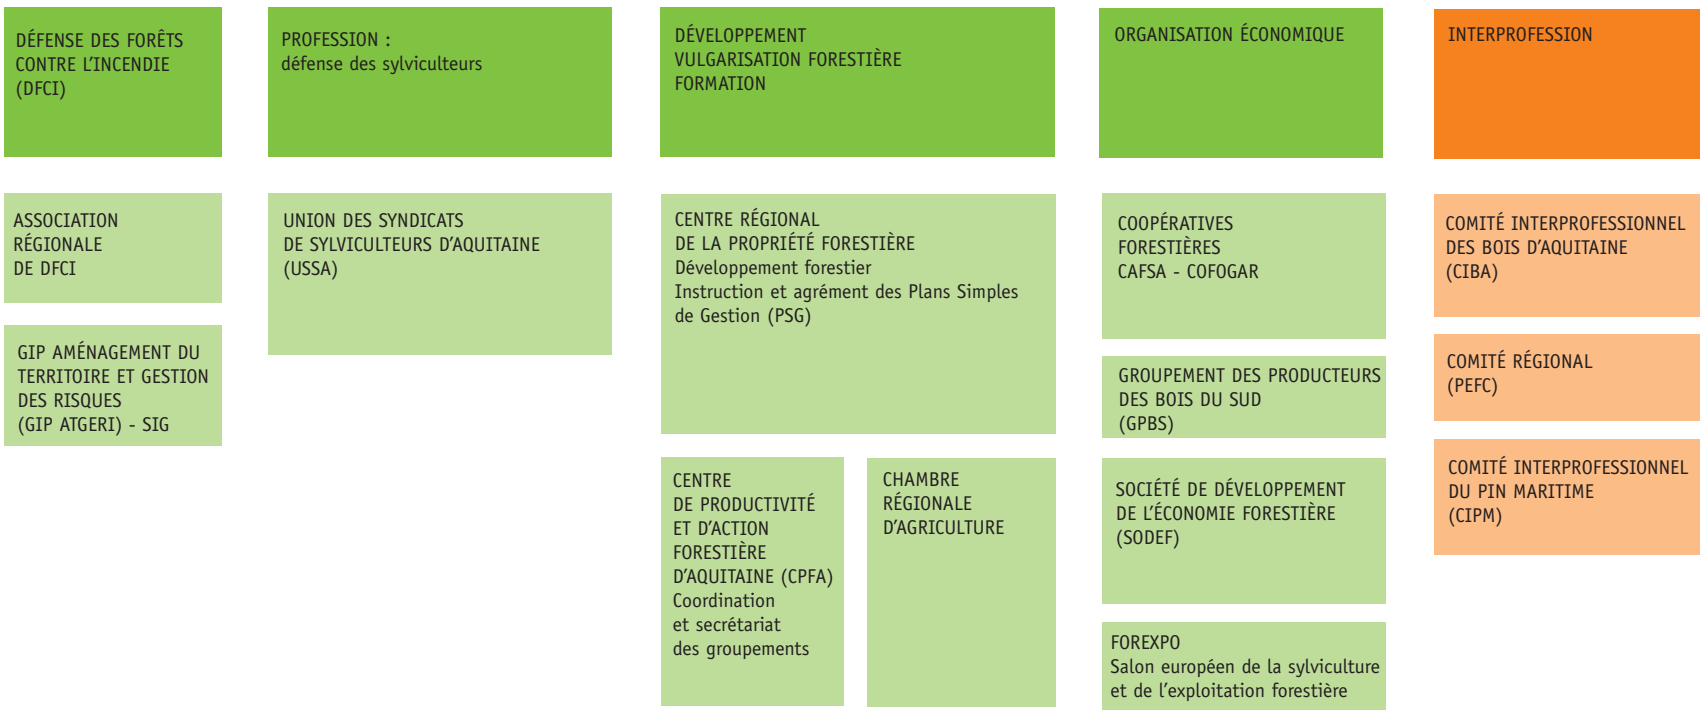 DÉFENSE DES FORÊTS
CONTRE L'INCENDIE
(DFCI)
PROFESSION :
défense des sylviculteurs
DÉVELOPPEMENT
VULGARISATION FORESTIÈRE
FORMATION
ORGANISATION ÉCONOMIQUE
INTERPROFESSION
ASSOCIATION
RÉGIONALE
DE DFCI
GIP AMÉNAGEMENT DU
TERRITOIRE ET GESTION
DES RISQUES
(GIP ATGERI) - SIG
UNION DES SYNDICATS
DE SYLVICULTEURS D'AQUITAINE
(USSA)
CENTRE RÉGIONAL
DE LA PROPRIÉTÉ FORESTIÈRE
Développement forestier
Instruction et agrément des Plans Simples
de Gestion (PSG)
CENTRE
DE PRODUCTIVITÉ
ET D'ACTION
FORESTIÈRE
D'AQUITAINE (CPFA)
Coordination
et secrétariat
des groupements
CHAMBRE
RÉGIONALE
D'AGRICULTURE
COOPÉRATIVES
FORESTIÈRES
CAFSA - COFOGAR
GROUPEMENT DES PRODUCTEURS
DES BOIS DU SUD
(GPBS)
SOCIÉTÉ DE DÉVELOPPEMENT
DE L'ÉCONOMIE FORESTIÈRE
(SODEF)
FOREXPO
Salon européen de la sylviculture
et de l'exploitation forestière
COMITÉ INTERPROFESSIONNEL
DES BOIS D'AQUITAINE
(CIBA)
COMITÉ RÉGIONAL
(PEFC)
COMITÉ INTERPROFESSIONNEL
DU PIN MARITIME
(CIPM)